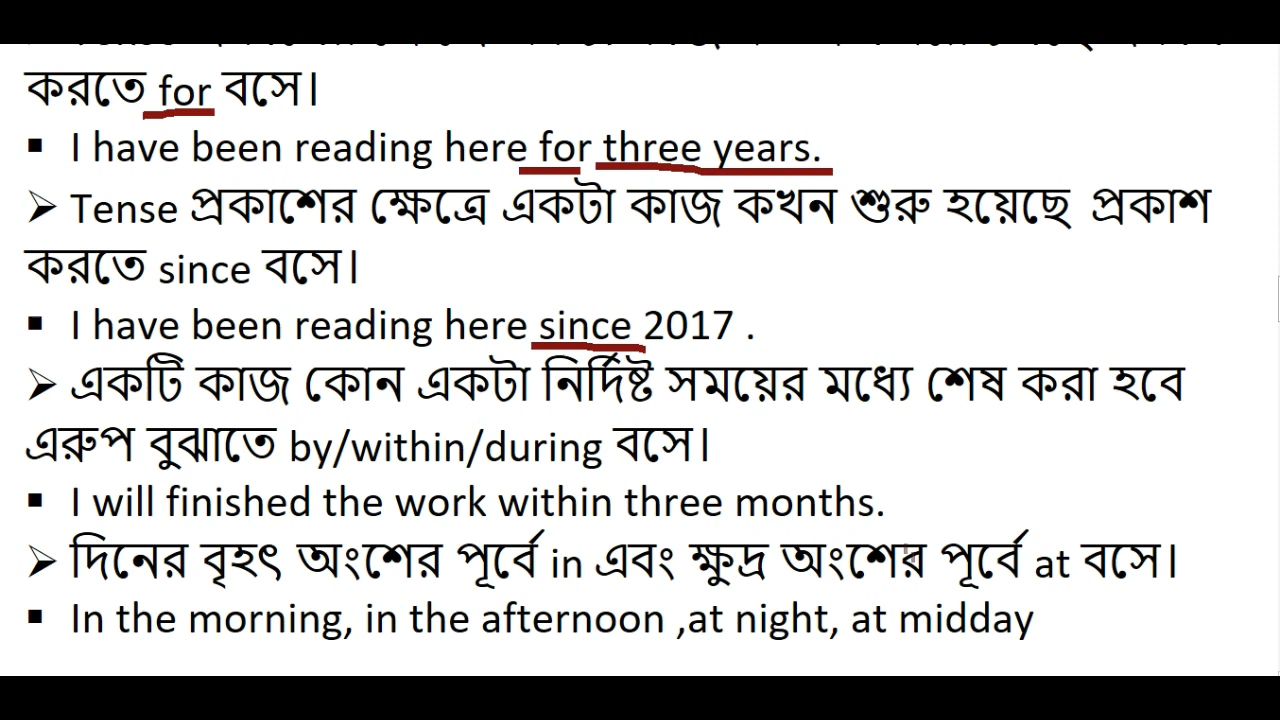 করতে for বসে।
▪ I have been reading here for three years.
➢ Tense প্রকাশের ক্ষেত্রে একটা কাজ কখন শুরু হয়েছে প্রকাশ
করতে since বসে।
▪ I have been reading here since 2017 .
➢ একটি কাজ কোন একটা নির্দিষ্ট সময়ের মধ্যে শেষ করা হবে
এরুপ বুঝাতে by/within/during বসে।
▪ I will finished the work within three months.
➢ দিনের বৃহৎ অংশের পূর্বে in এবং ক্ষুদ্র অংশের পূর্বে at বসে।
▪ In the morning, in the afternoon ,at night, at midday